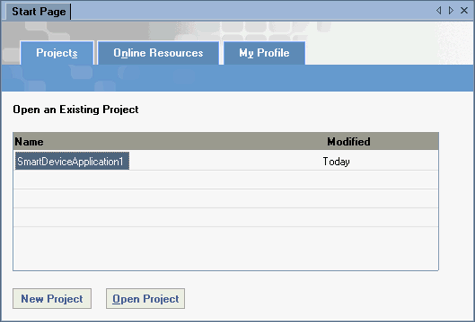 Start Page
Projects Online Resources My Profile
Open an Existing Project
Name Modified
SmartDeviceApplication1 Today
New Project Open Project